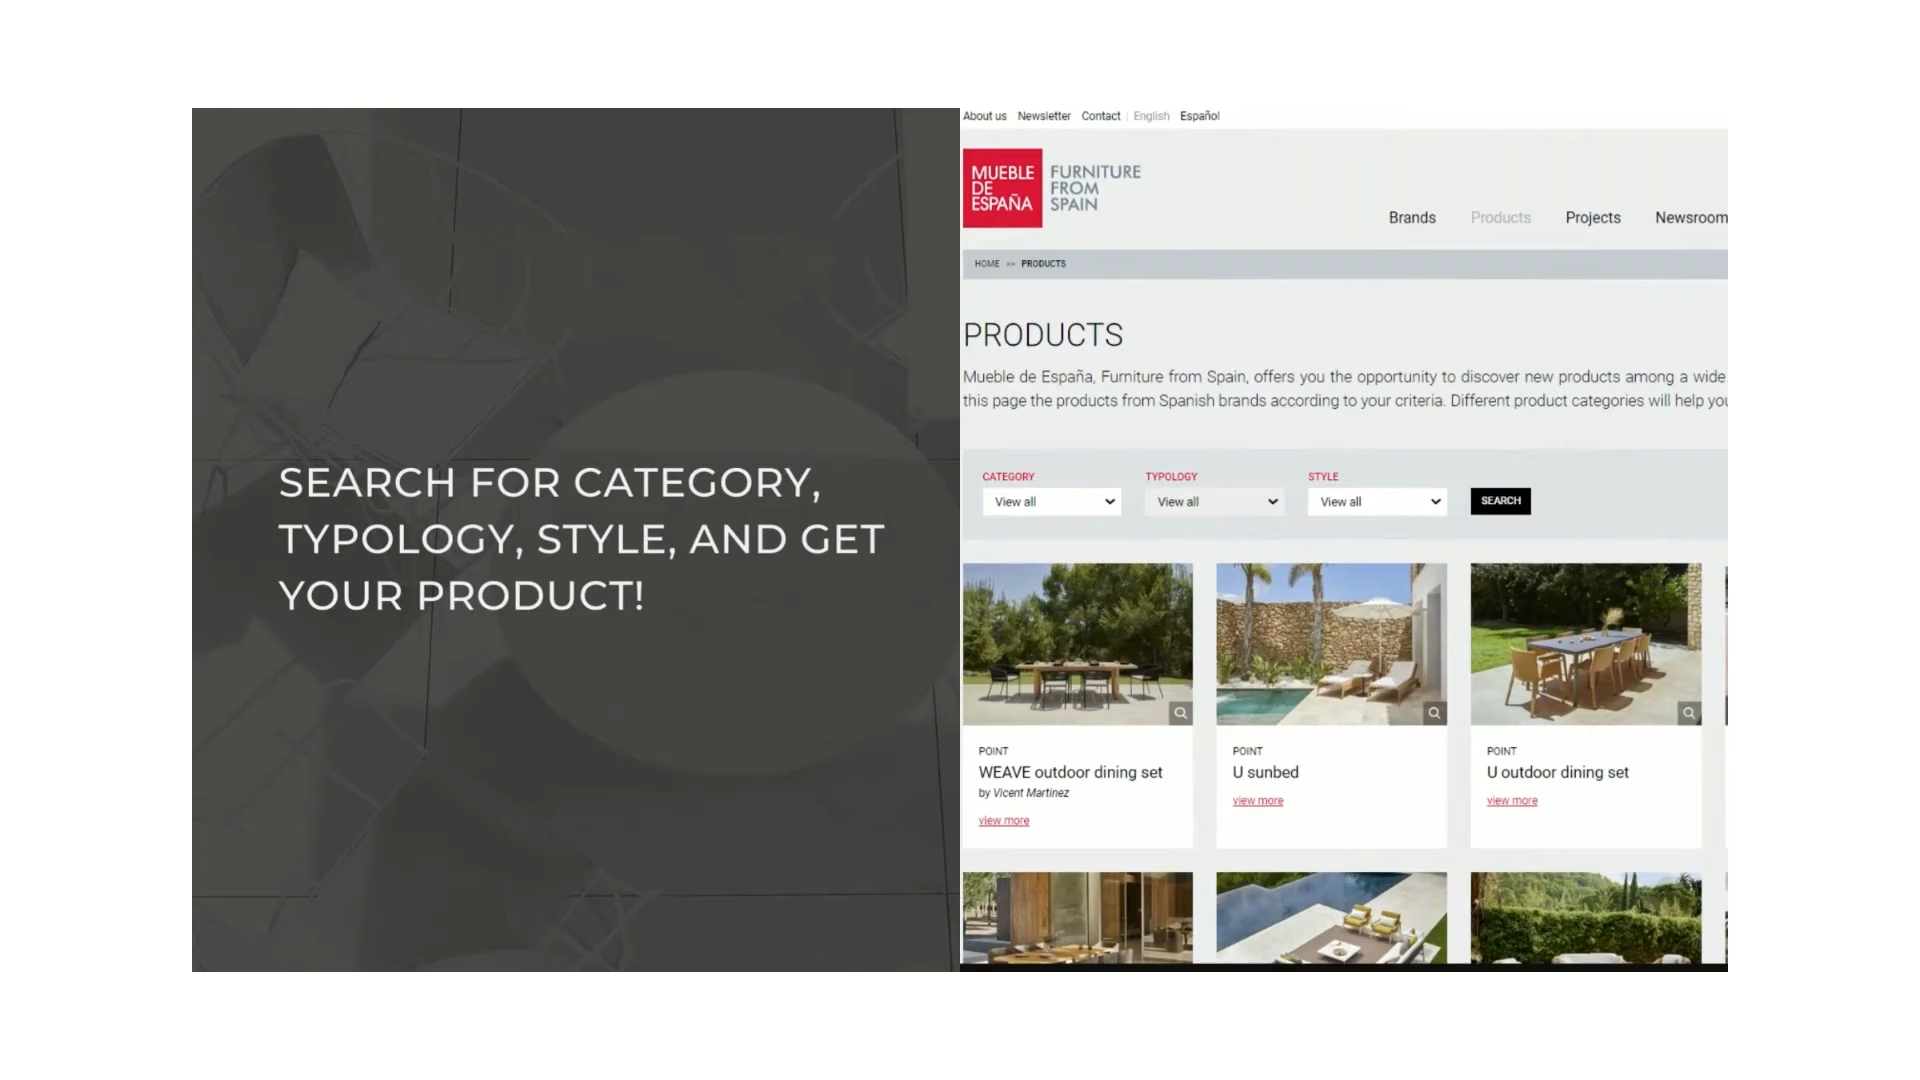 SEARCH FOR CATEGORY,
TYPOLOGY, STYLE, AND GET
YOUR PRODUCT!
About us Newsletter Contact | English Español
MUEBLE
DE
ESPAÑA
FURNITURE
FROM
SPAIN
Brands Products Projects Newsroom
HOME >> PRODUCTS
PRODUCTS
Mueble de España, Furniture from Spain, offers you the opportunity to discover new products among a wide
this page the products from Spanish brands according to your criteria. Different product categories will help you
CATEGORY TYPOLOGY STYLE
View all View all View all SEARCH
POINT
WEAVE outdoor dining set
by Vicent Martinez
view more
POINT
U sunbed
view more
POINT
U outdoor dining set
view more